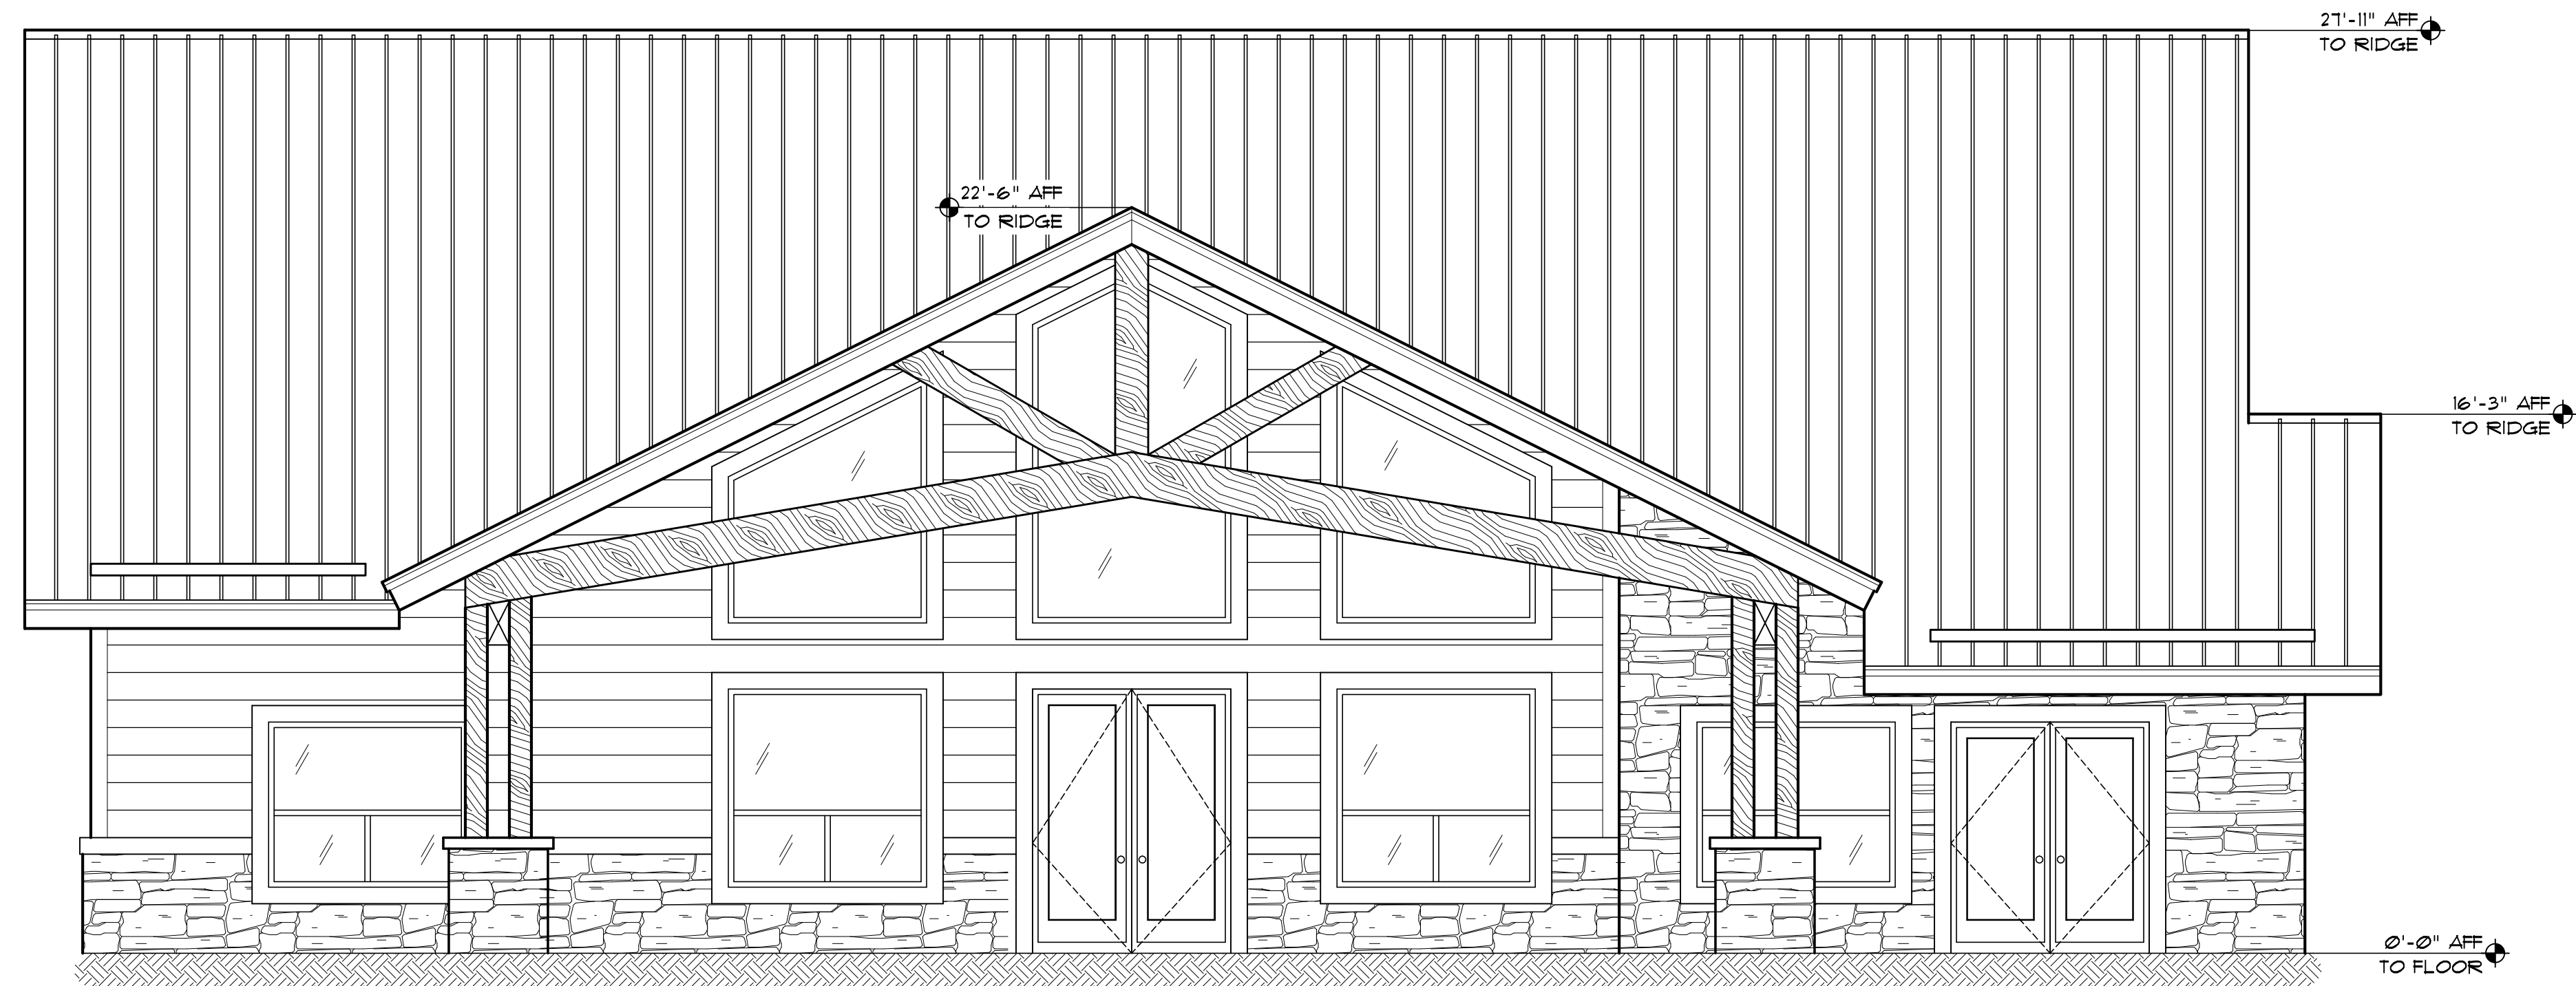 27'-11" AFF
TO RIDGE
22'-6" AFF
TO RIDGE
16'-3" AFF
TO RIDGE
0'-0" AFF
TO FLOOR